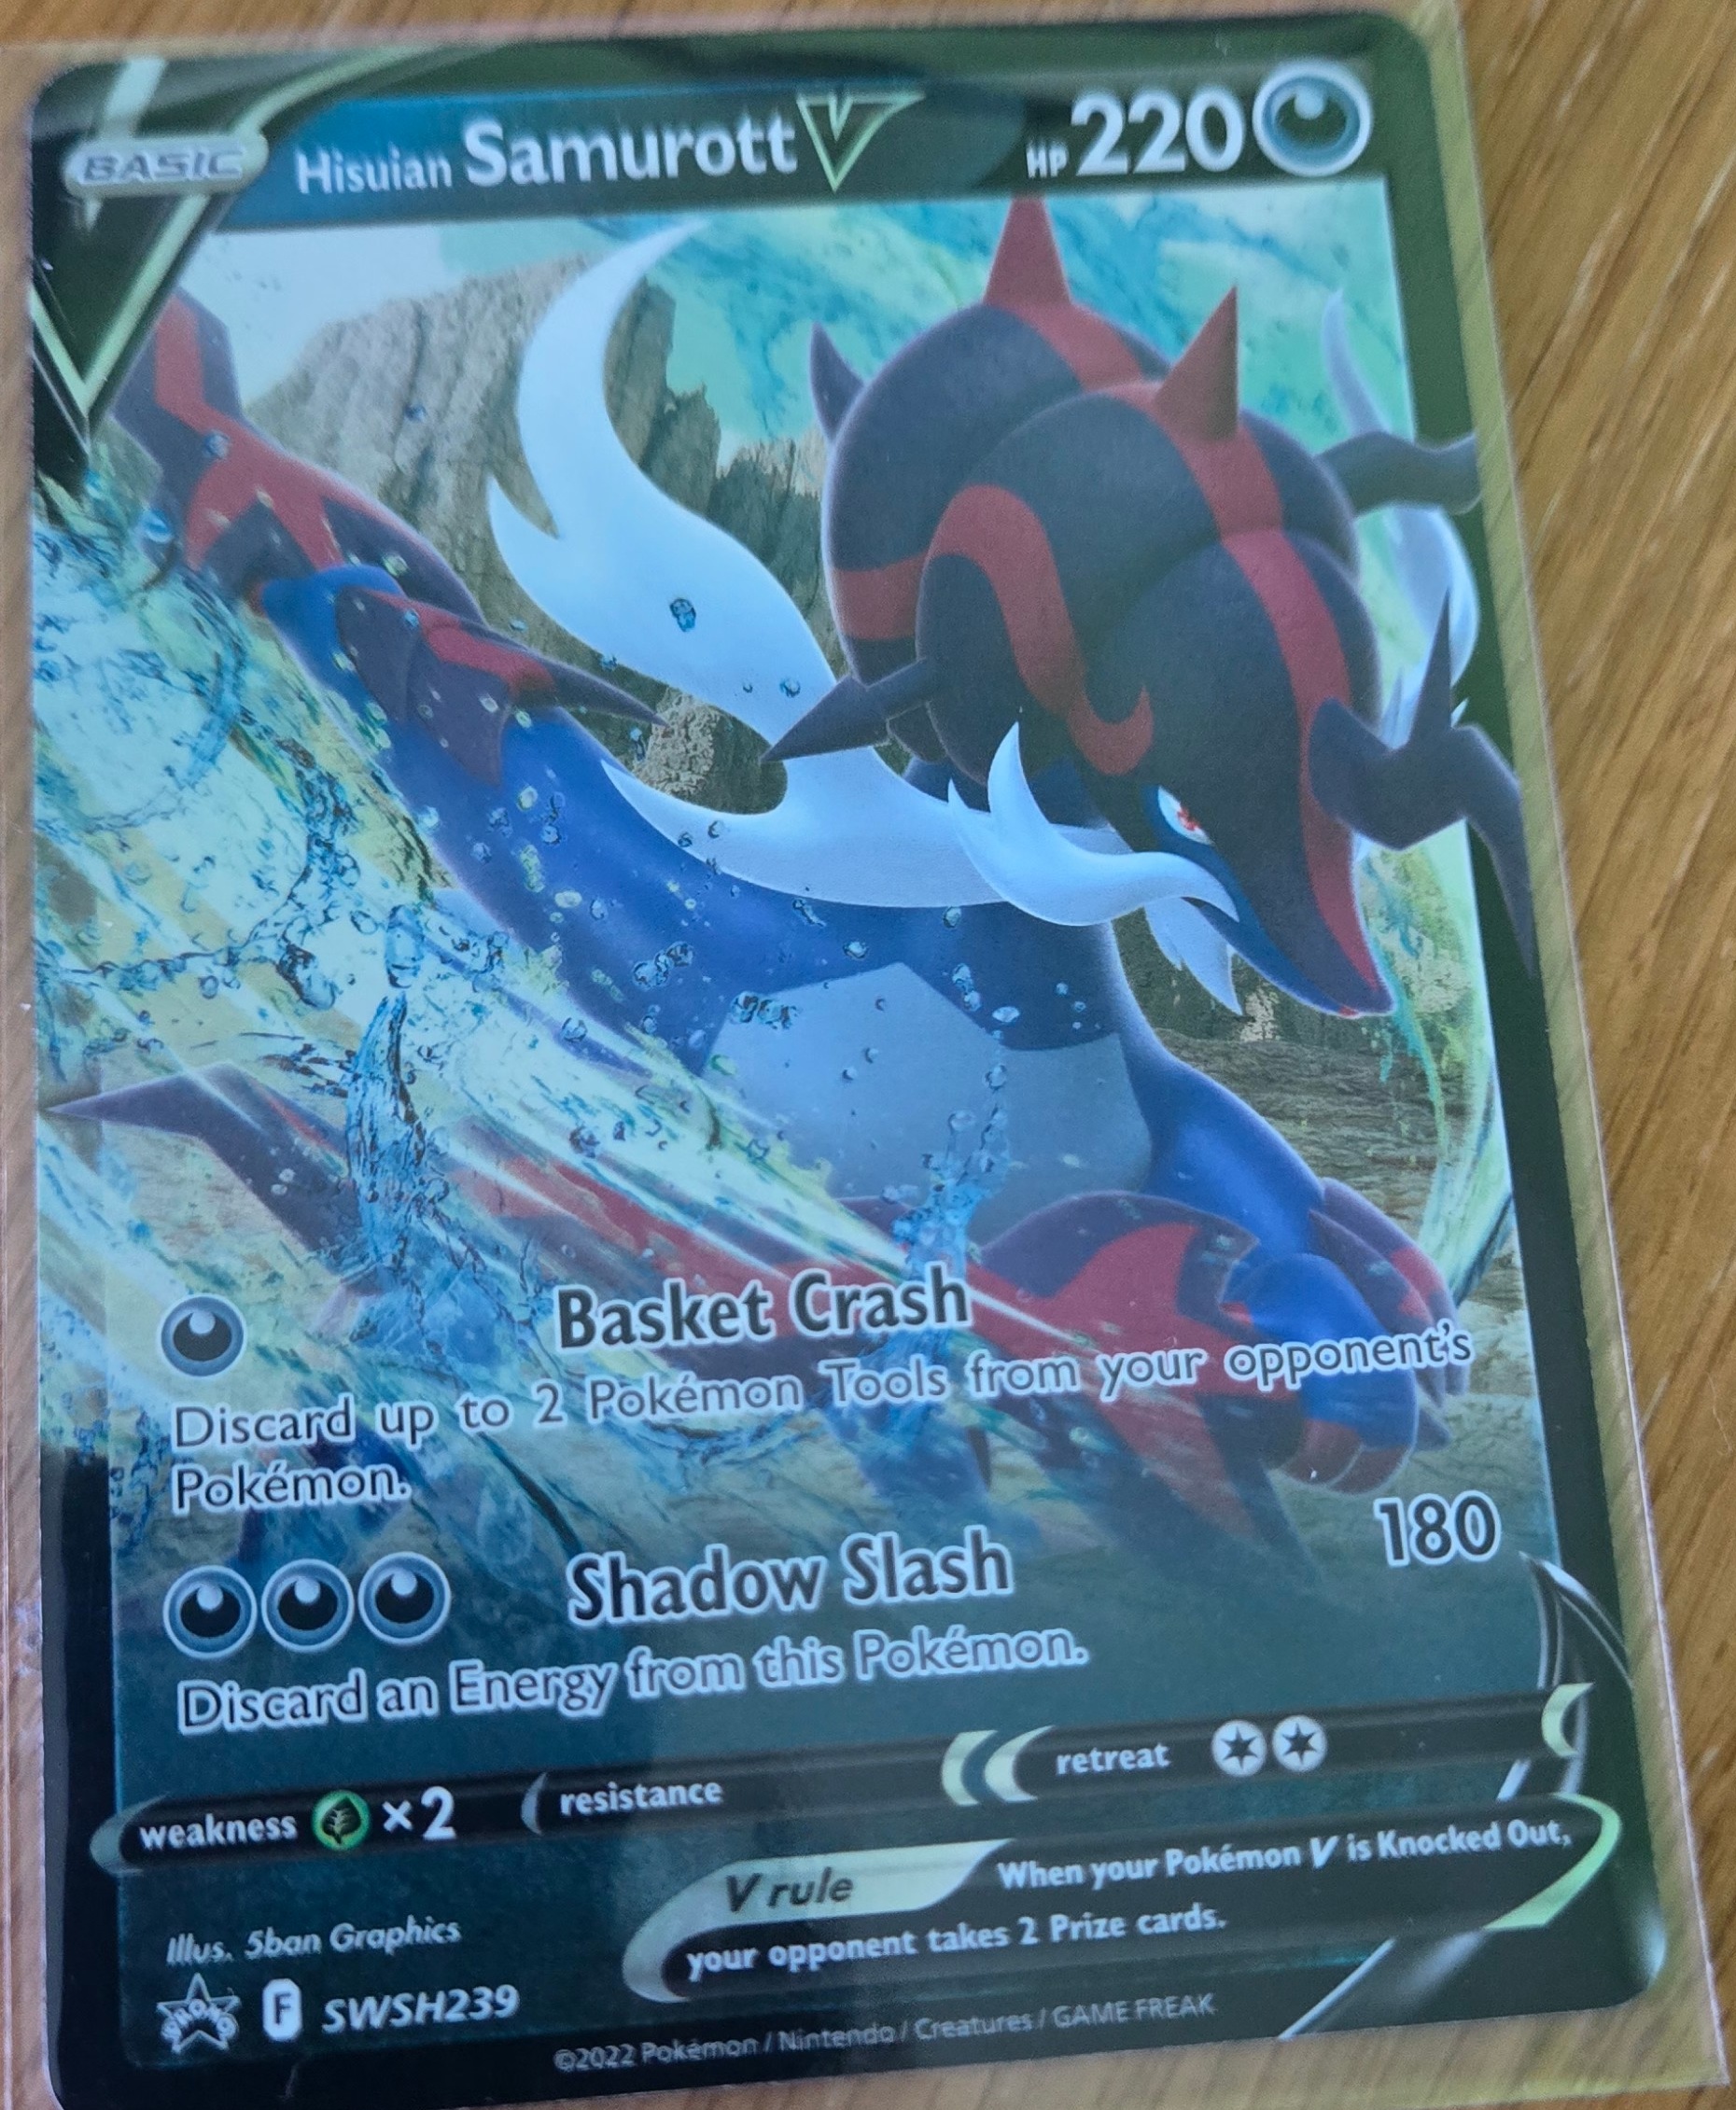 BASIC Hisuian Samurott V HP 220
Basket Crash
Discard up to 2 Pokémon Tools from your opponent's
Pokémon.
Shadow Slash 180
Discard an Energy from this Pokémon.
weakness ×2 resistance retreat
V rule When your Pokémon V is Knocked Out,
your opponent takes 2 Prize cards.
Illus. 5ban Graphics
PROMO F SWSH239
©2022 Pokémon / Nintendo / Creatures / GAME FREAK